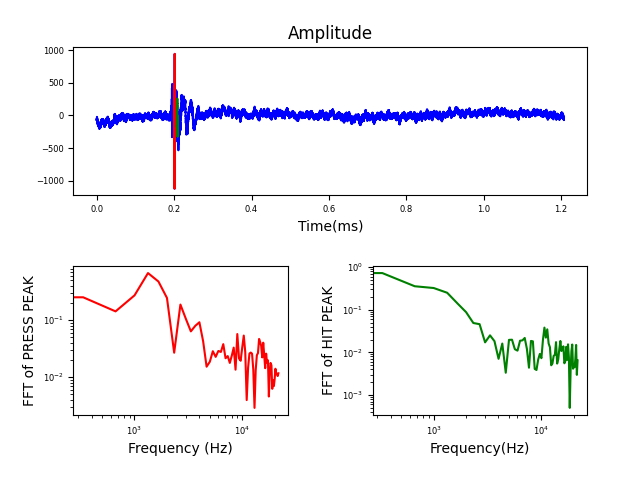 Amplitude
1000
500
0
−500
−1000
0.0 0.2 0.4 0.6 0.8 1.0 1.2
Time(ms)
FFT of PRESS PEAK
10⁻¹
10⁻²
10³ 10⁴
Frequency (Hz)
FFT of HIT PEAK
10⁰
10⁻¹
10⁻²
10⁻³
10³ 10⁴
Frequency(Hz)